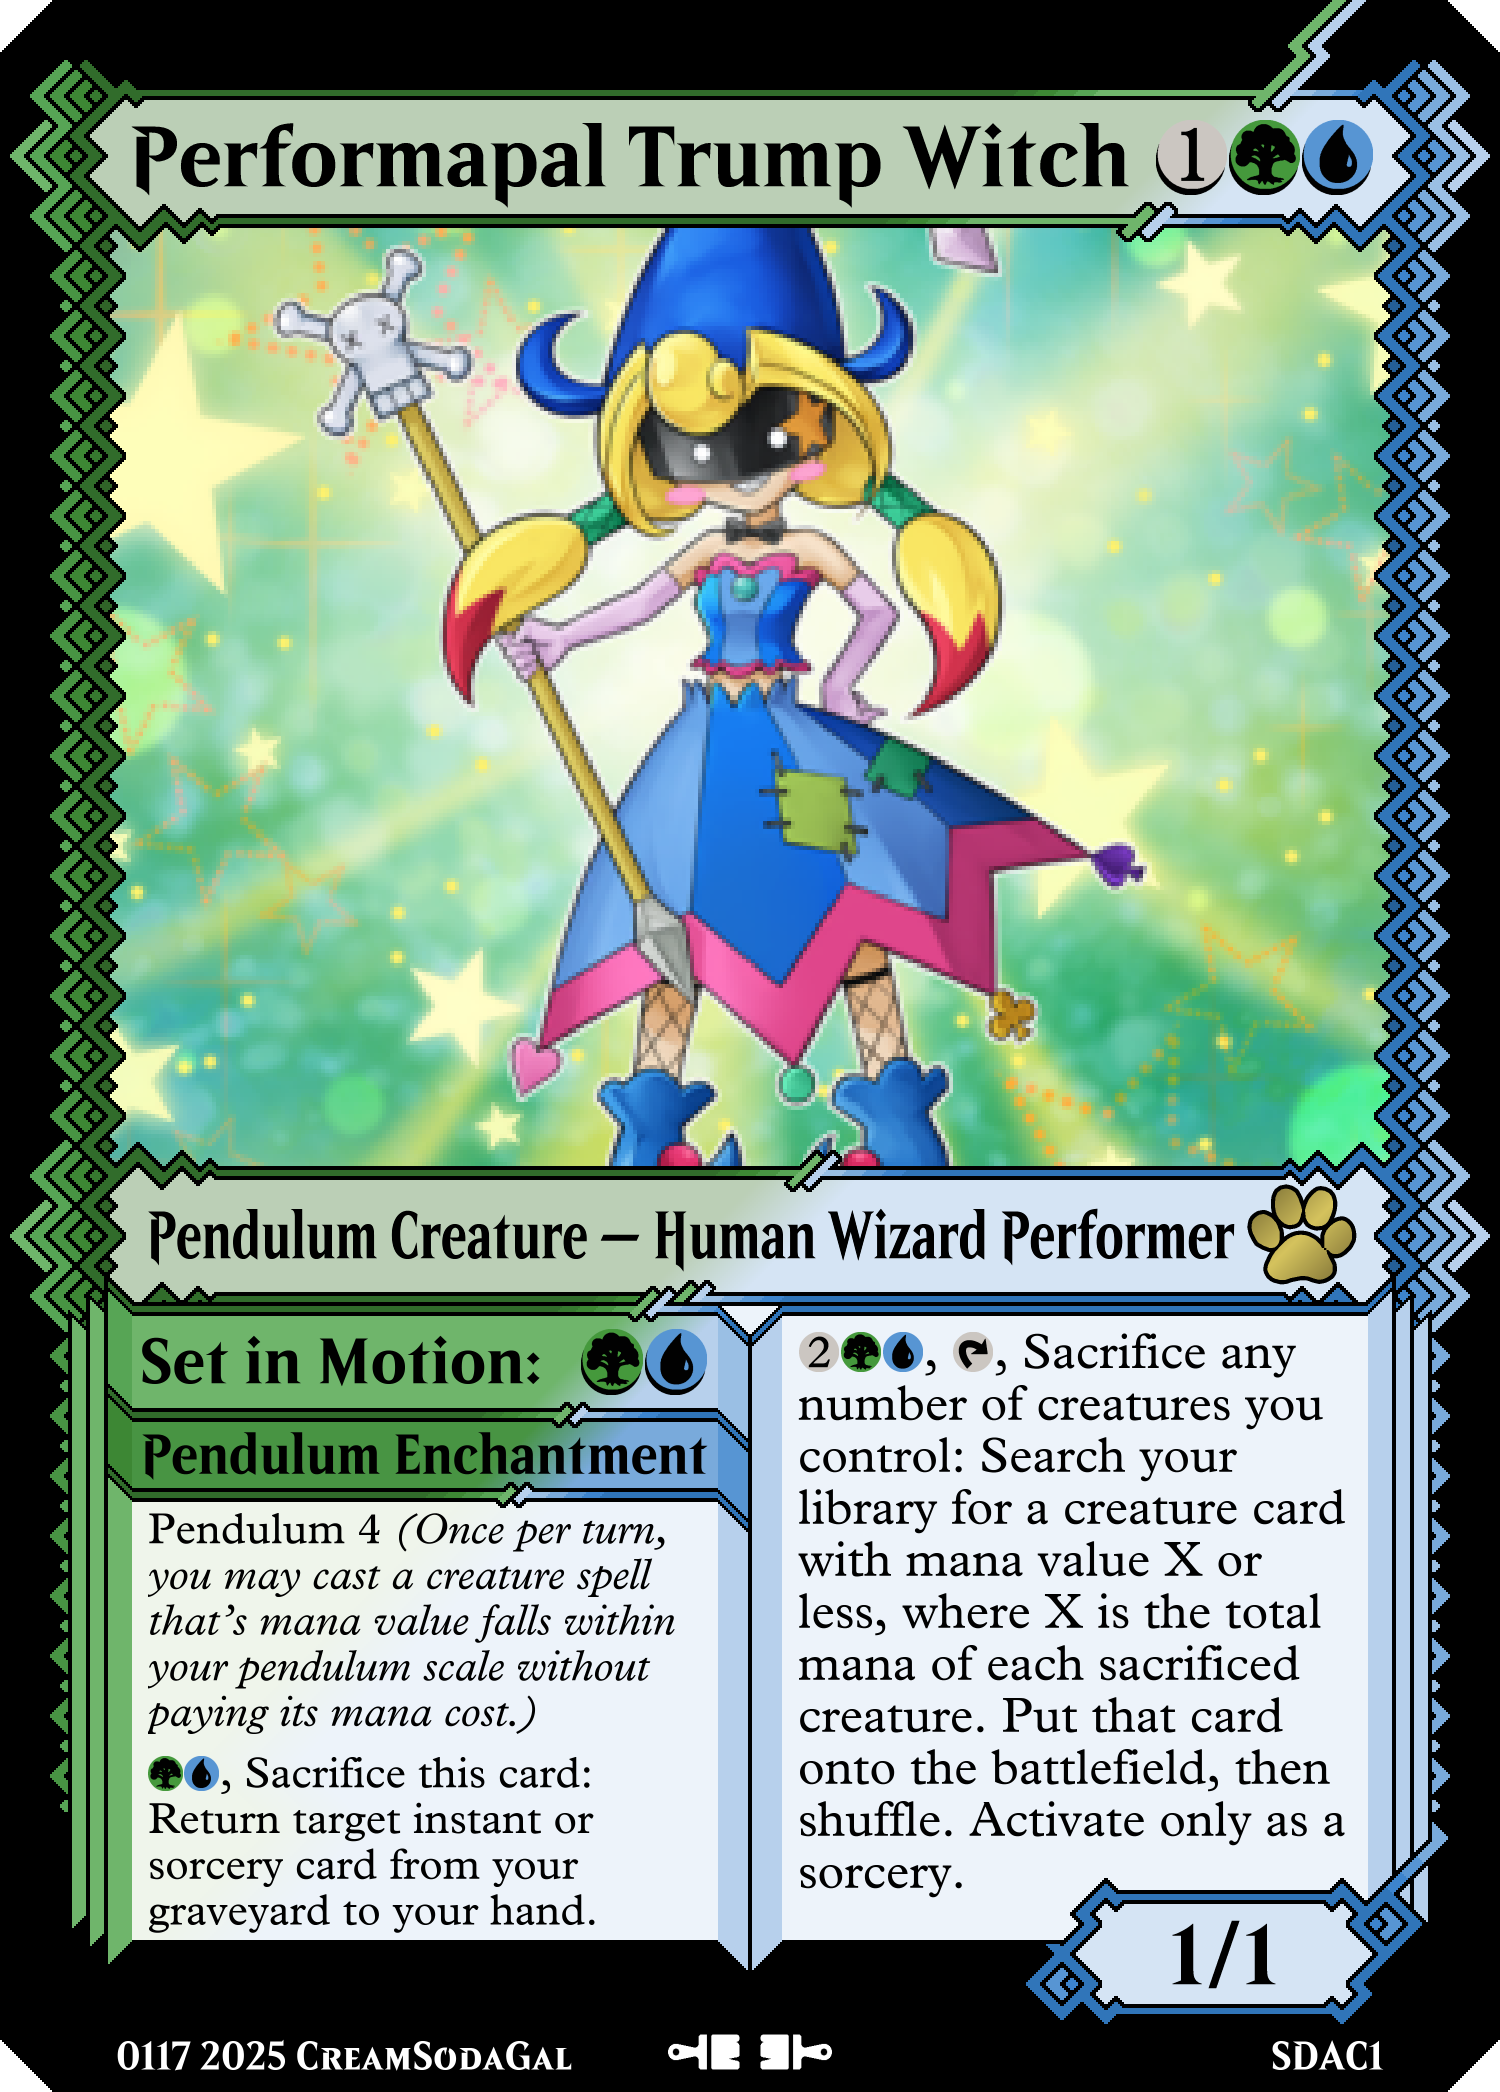 Performapal Trump Witch 1
Pendulum Creature — Human Wizard Performer
Set in Motion:
Pendulum Enchantment
Pendulum 4 (Once per turn,
you may cast a creature spell
that's mana value falls within
your pendulum scale without
paying its mana cost.)
, Sacrifice this card:
Return target instant or
sorcery card from your
graveyard to your hand.
2, , Sacrifice any
number of creatures you
control: Search your
library for a creature card
with mana value X or
less, where X is the total
mana of each sacrificed
creature. Put that card
onto the battlefield, then
shuffle. Activate only as a
sorcery.
1/1
0117 2025 CreamSodaGal
SDAC1